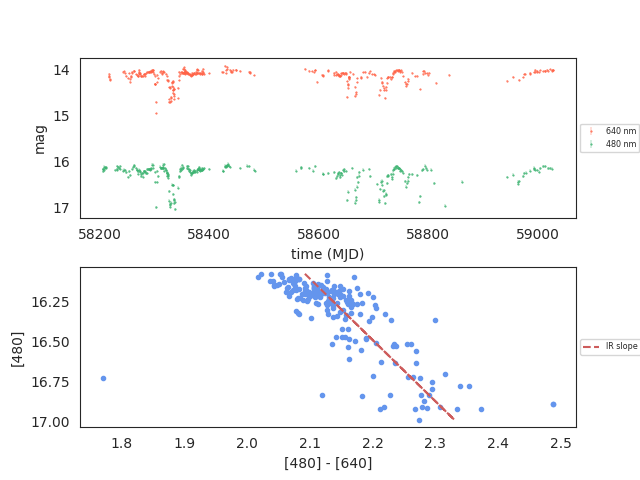 14
15
16
17
mag
58200 58400 58600 58800 59000
time (MJD)
640 nm
480 nm
16.25
16.50
16.75
17.00
[480]
1.8 1.9 2.0 2.1 2.2 2.3 2.4 2.5
[480] - [640]
IR slope